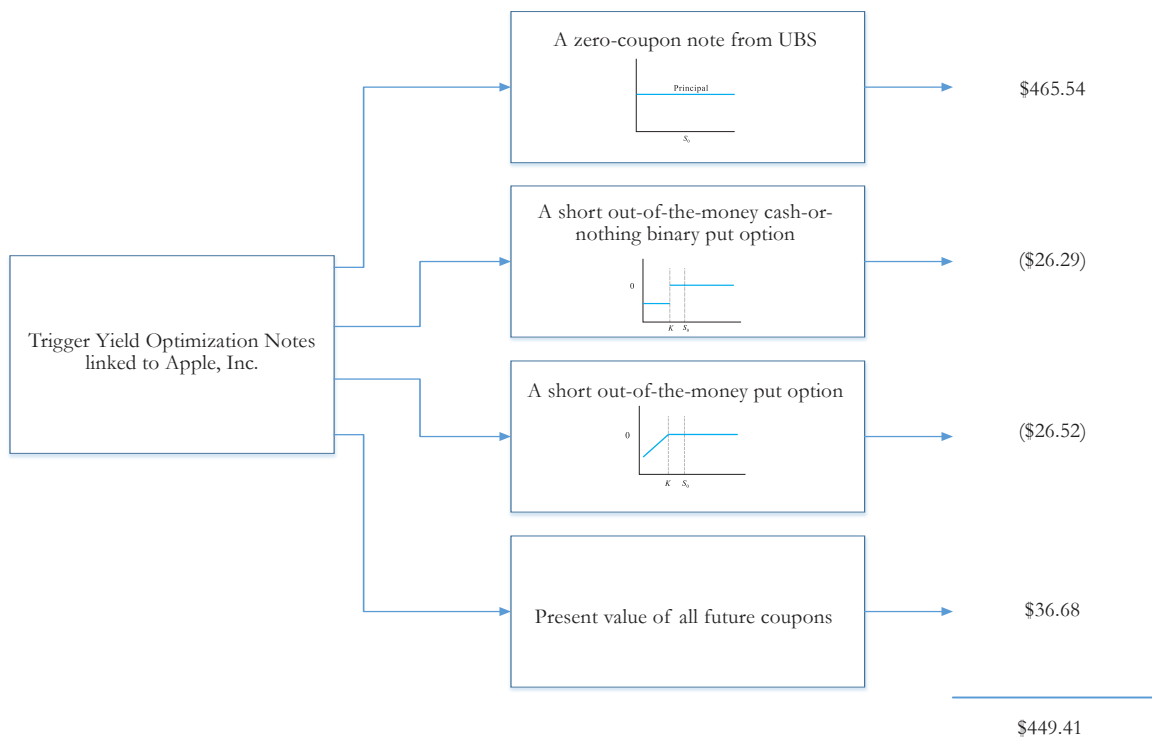 A zero-coupon note from UBS
Principal
S0
$465.54
A short out-of-the-money cash-or-
nothing binary put option
0
K
S0
($26.29)
Trigger Yield Optimization Notes
linked to Apple, Inc.
A short out-of-the-money put option
0
K
S0
($26.52)
Present value of all future coupons
$36.68
$449.41